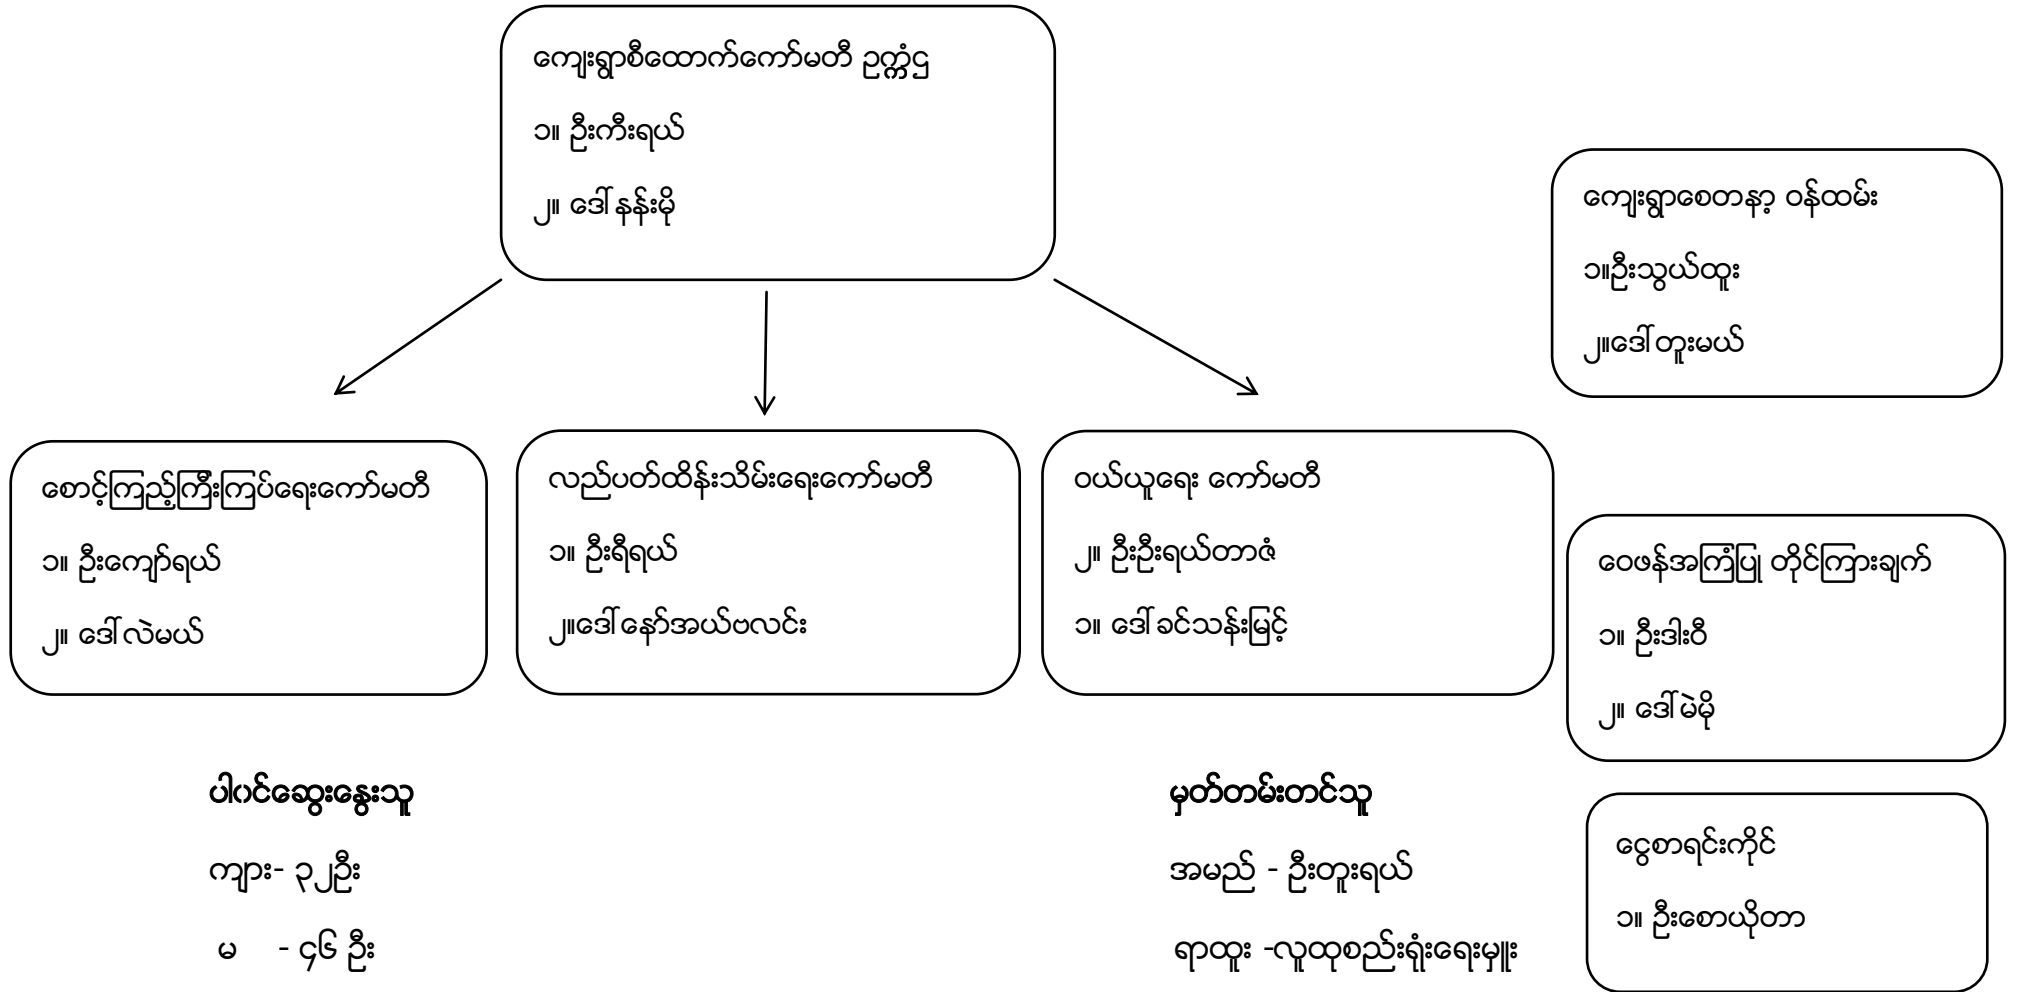 ကျေးရွာစီထောက်ကော်မတီ ဥက္ကံဌ
၁။ ဦးကီးရယ်
၂။ ဒေါ်နန်းမို
ကျေးရွာစေတနာ့ ဝန်ထမ်း
၁။ဦးသွယ်ထူး
၂။ဒေါ်တူးမယ်
စောင့်ကြည့်ကြီးကြပ်ရေးကော်မတီ
၁။ ဦးကျော်ရယ်
၂။ ဒေါ်လဲမယ်
လည်ပတ်ထိန်းသိမ်းရေးကော်မတီ
၁။ ဦးရီရယ်
၂။ဒေါ်နော်အယ်ဗလင်း
ဝယ်ယူရေး ကော်မတီ
၂။ ဦးဦးရယ်တာဇံ
၁။ ဒေါ်ခင်သန်းမြင့်
ဝေဖန်အကြံပြု တိုင်ကြားချက်
၁။ ဦးဒါးဝီ
၂။ ဒေါ်မဲမို
ပါဝင်ဆွေးနွေးသူ
ကျား- ၃၂ဦး
မ - ၄၆ ဦး
မှတ်တမ်းတင်သူ
အမည် - ဦးတူးရယ်
ရာထူး -လူထုစည်းရုံးရေးမှူး
ငွေစာရင်းကိုင်
၁။ ဦးစောယိုတာ